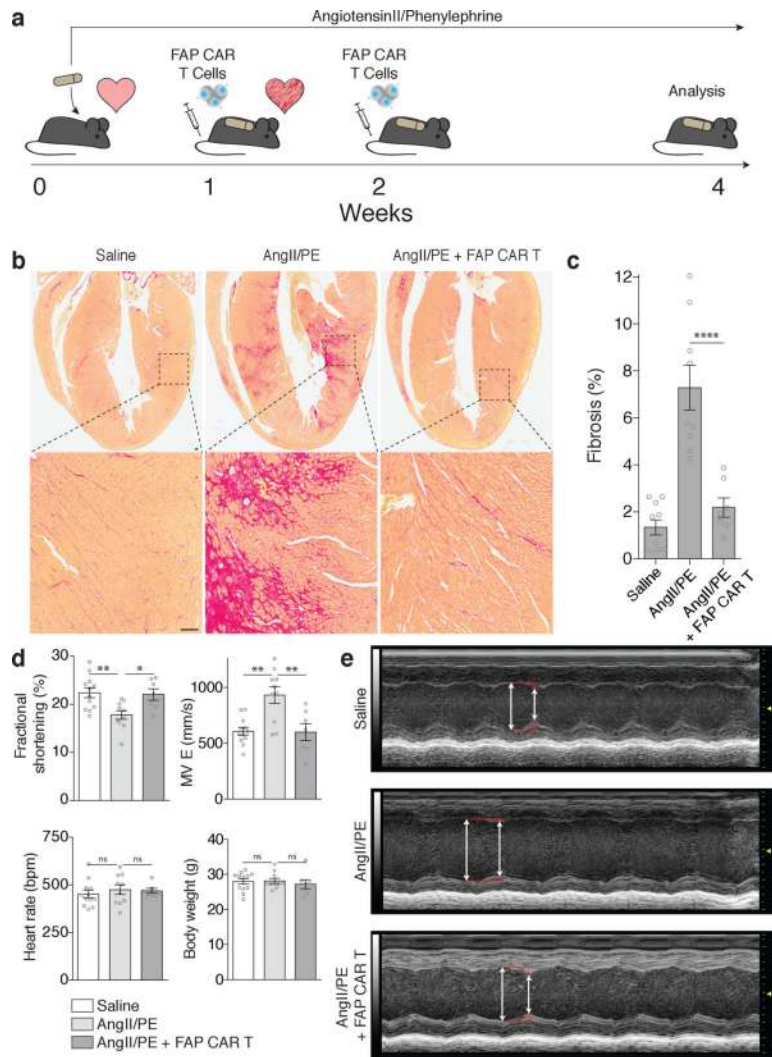 a
AngiotensinII/Phenylephrine
FAP CAR
T Cells
FAP CAR
T Cells
Analysis
0
1
2
4
Weeks
b
Saline
AngII/PE
AngII/PE + FAP CAR T
c
12
10
8
6
4
2
0
Fibrosis (%)
****
Saline
AngII/PE
AngII/PE
+ FAP CAR T
d
Fractional
shortening (%)
30
20
10
0
**
*
MV E (mm/s)
1000
500
0
**
**
Heart rate (bpm)
750
500
250
0
ns
ns
Body weight (g)
40
30
20
10
0
ns
ns
Saline
AngII/PE
AngII/PE + FAP CAR T
e
Saline
AngII/PE
AngII/PE
+ FAP CAR T